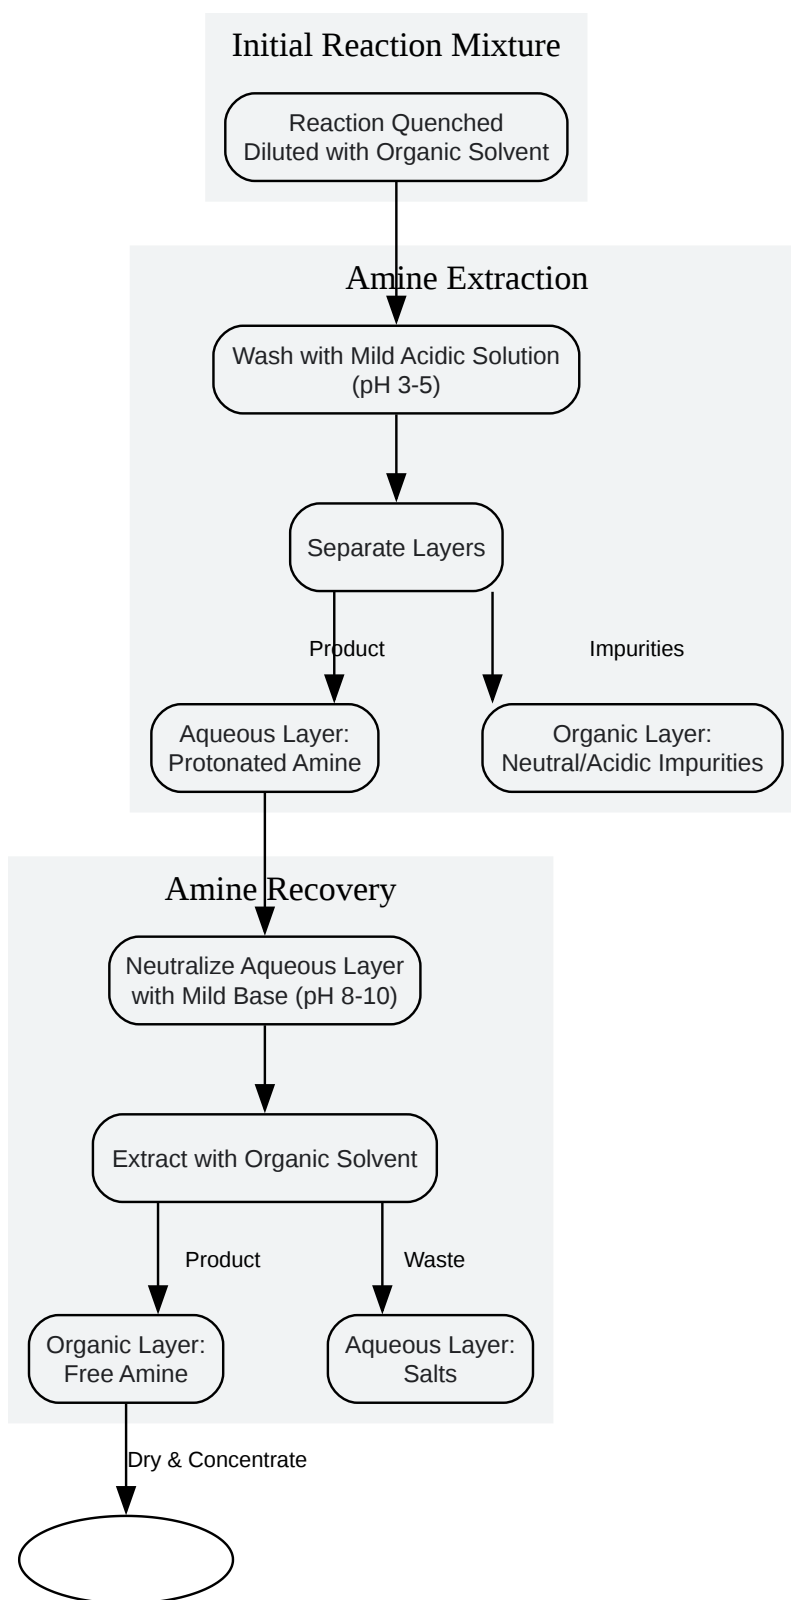 Initial Reaction Mixture
Reaction Quenched
Diluted with Organic Solvent
Amine Extraction
Wash with Mild Acidic Solution
(pH 3-5)
Separate Layers
Product
Impurities
Aqueous Layer:
Protonated Amine
Organic Layer:
Neutral/Acidic Impurities
Amine Recovery
Neutralize Aqueous Layer
with Mild Base (pH 8-10)
Extract with Organic Solvent
Product
Waste
Organic Layer:
Free Amine
Aqueous Layer:
Salts
Dry & Concentrate